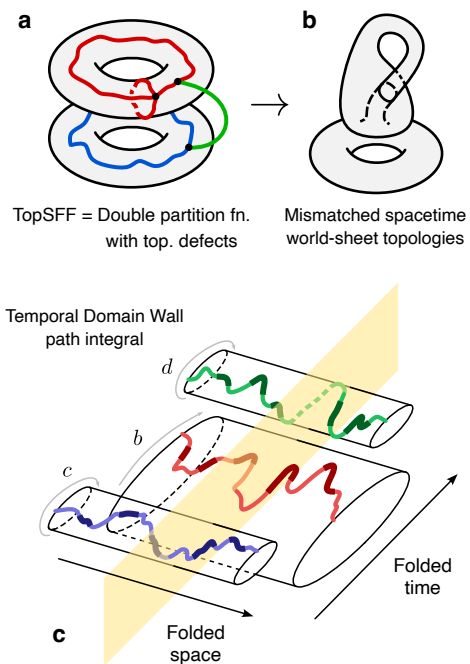 a
b
TopSFF = Double partition fn.
with top. defects
Mismatched spacetime
world-sheet topologies
Temporal Domain Wall
path integral
d
b
c
Folded
time
Folded
space
c